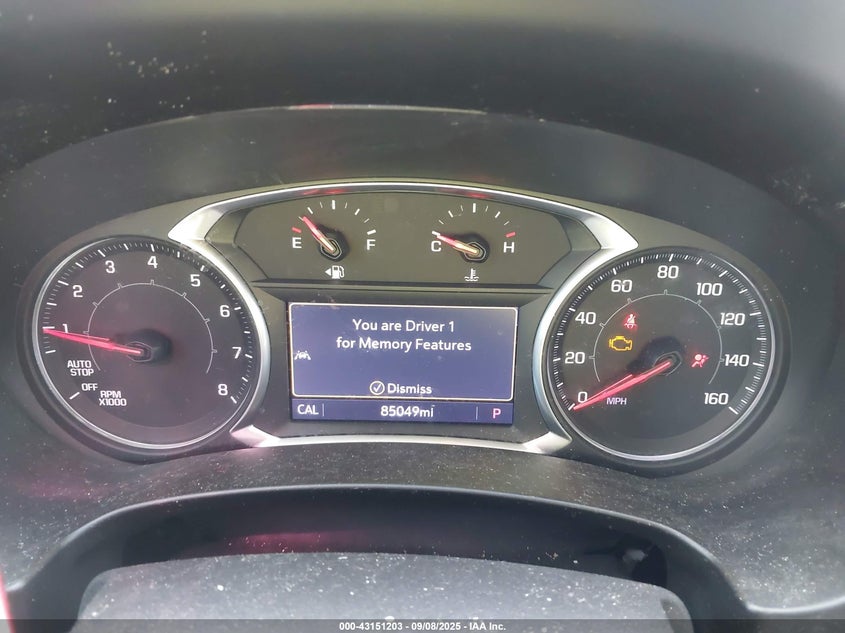 E F
C H
1 2 3 4 5 6 7 8
AUTO
STOP
OFF
RPM
X1000
You are Driver 1
for Memory Features
Dismiss
CAL 85049mi P
0 20 40 60 80 100 120 140 160
MPH
000-43151203 - 09/08/2025 - IAA Inc.